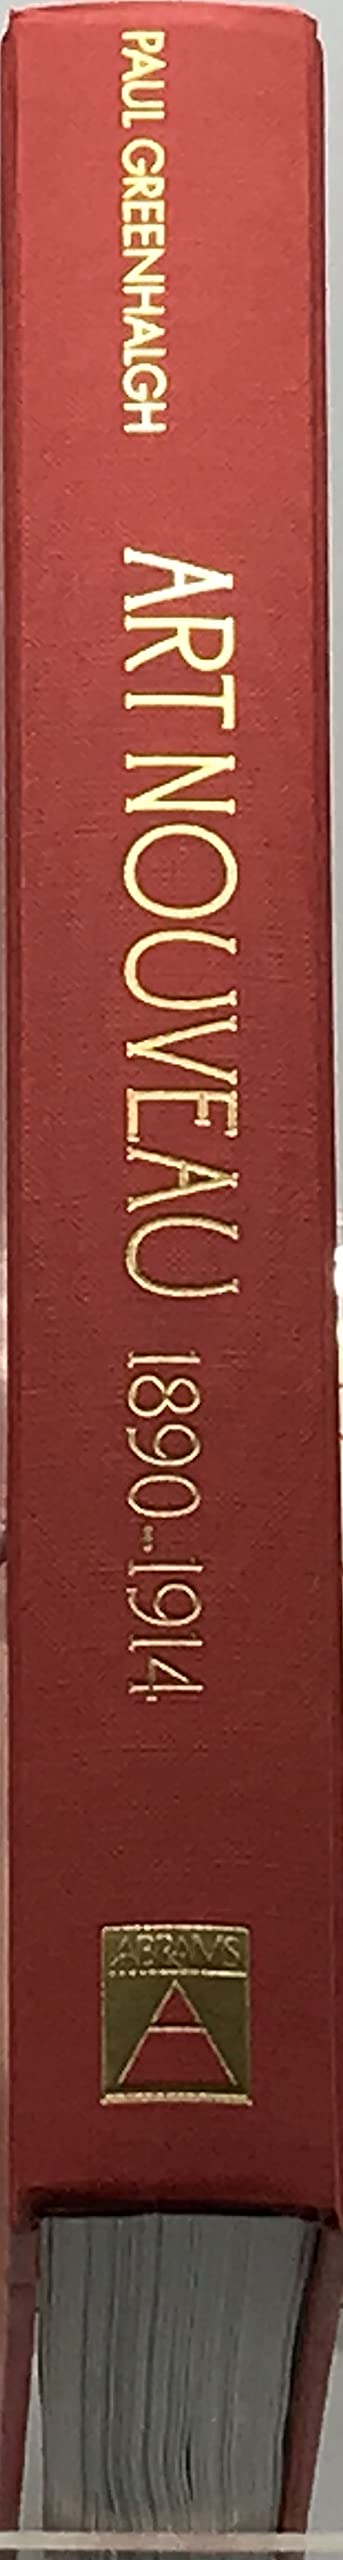 PAUL GREENHALGH
ART NOUVEAU 1890-1914
ABRAMS
A